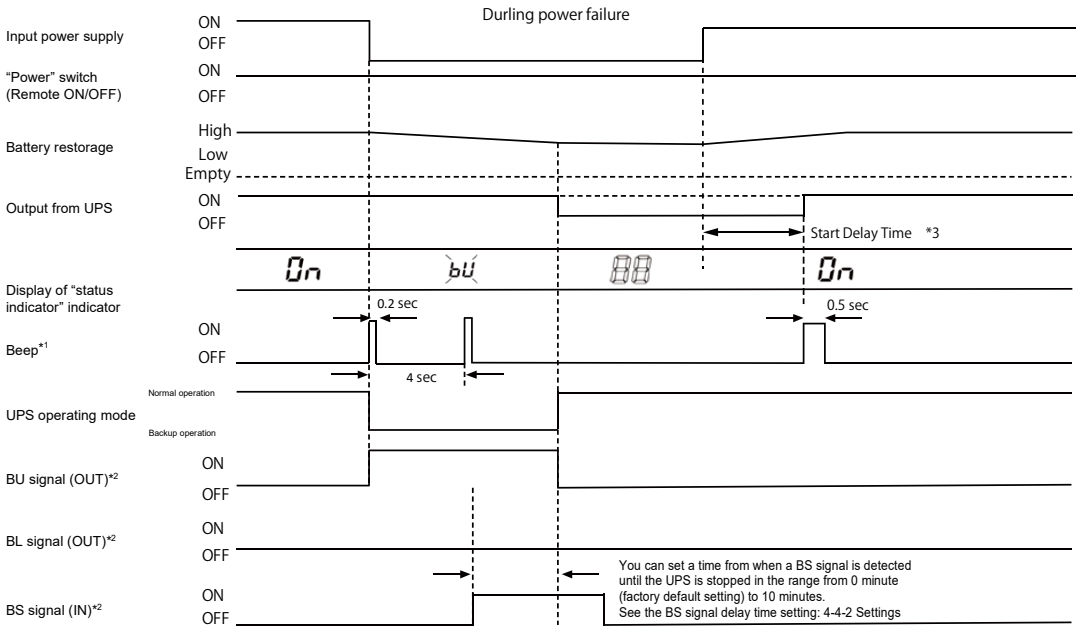 Durling power failure
Input power supply
ON
OFF
“Power” switch
(Remote ON/OFF)
ON
OFF
Battery restorage
High
Low
Empty
Output from UPS
ON
OFF
Start Delay Time *3
Display of “status
indicator” indicator
On
bU
88
On
0.2 sec
0.5 sec
Beep*1
ON
OFF
4 sec
UPS operating mode
Normal operation
Backup operation
BU signal (OUT)*2
ON
OFF
BL signal (OUT)*2
ON
OFF
BS signal (IN)*2
ON
OFF
You can set a time from when a BS signal is detected
until the UPS is stopped in the range from 0 minute
(factory default setting) to 10 minutes.
See the BS signal delay time setting: 4-4-2 Settings